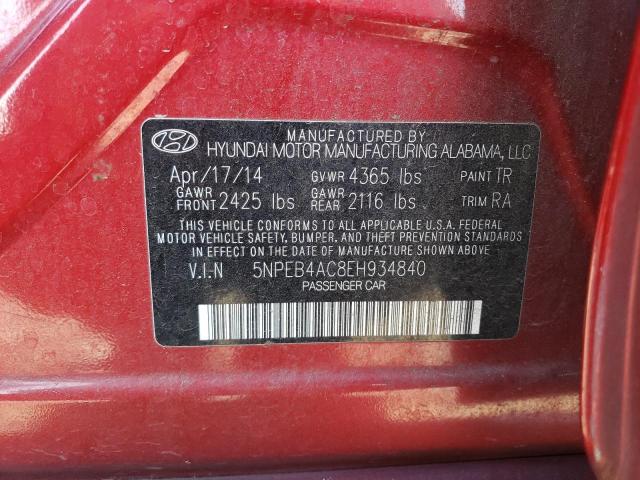 MANUFACTURED BY
HYUNDAI MOTOR MANUFACTURING ALABAMA, LLC
Apr/17/14 GVWR 4365 lbs PAINT TR
GAWR FRONT 2425 lbs GAWR REAR 2116 lbs TRIM RA
THIS VEHICLE CONFORMS TO ALL APPLICABLE U.S.A. FEDERAL
MOTOR VEHICLE SAFETY, BUMPER, AND THEFT PREVENTION STANDARDS
IN EFFECT ON THE DATE OF MANUFACTURE SHOWN ABOVE
V.I.N 5NPEB4AC8EH934840
PASSENGER CAR